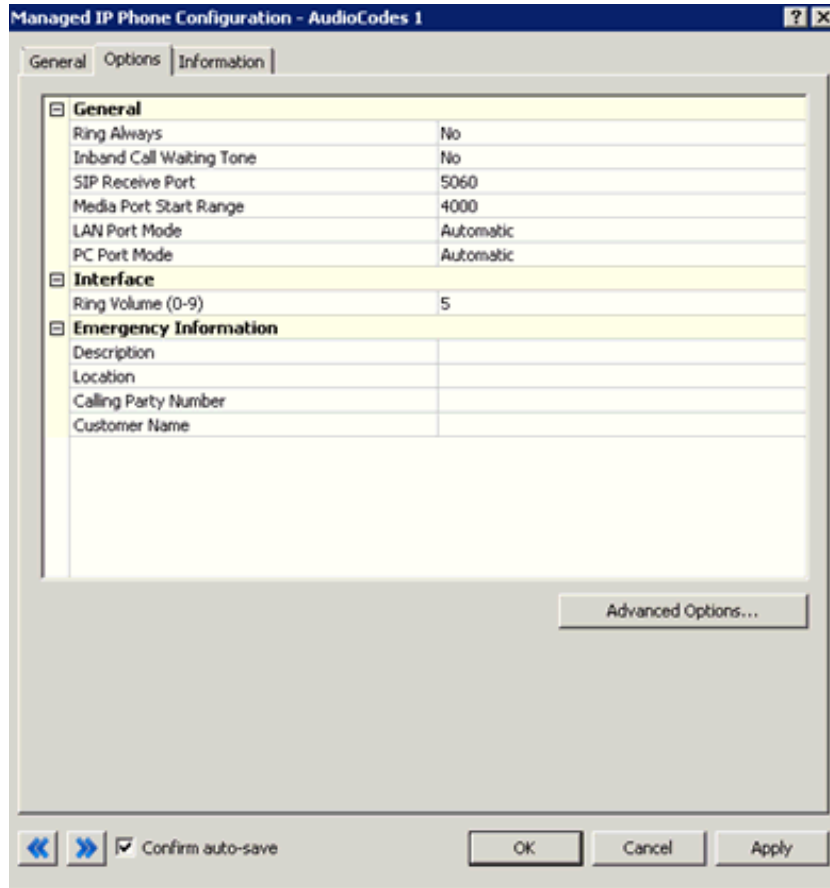 Managed IP Phone Configuration - AudioCodes 1
General Options Information
General
Ring Always No
Inband Call Waiting Tone No
SIP Receive Port 5060
Media Port Start Range 4000
LAN Port Mode Automatic
PC Port Mode Automatic
Interface
Ring Volume (0-9) 5
Emergency Information
Description
Location
Calling Party Number
Customer Name
Advanced Options...
Confirm auto-save OK Cancel Apply